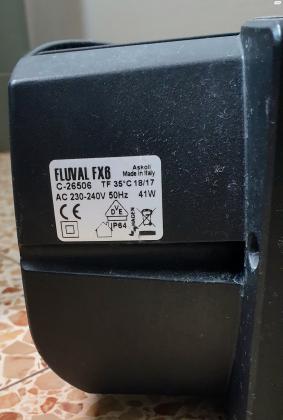 FLUVAL FX6 Askoll
Made in Italy
C-26506 TF 35°C 18/17
AC 230-240V 50Hz 41W
CE VDE
IP64
HAGEN